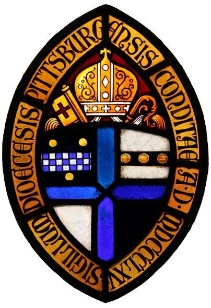 SIGILLUM DIOECESIS PITTSBURGENSIS CONDITAE A.D. MDCCCLXV